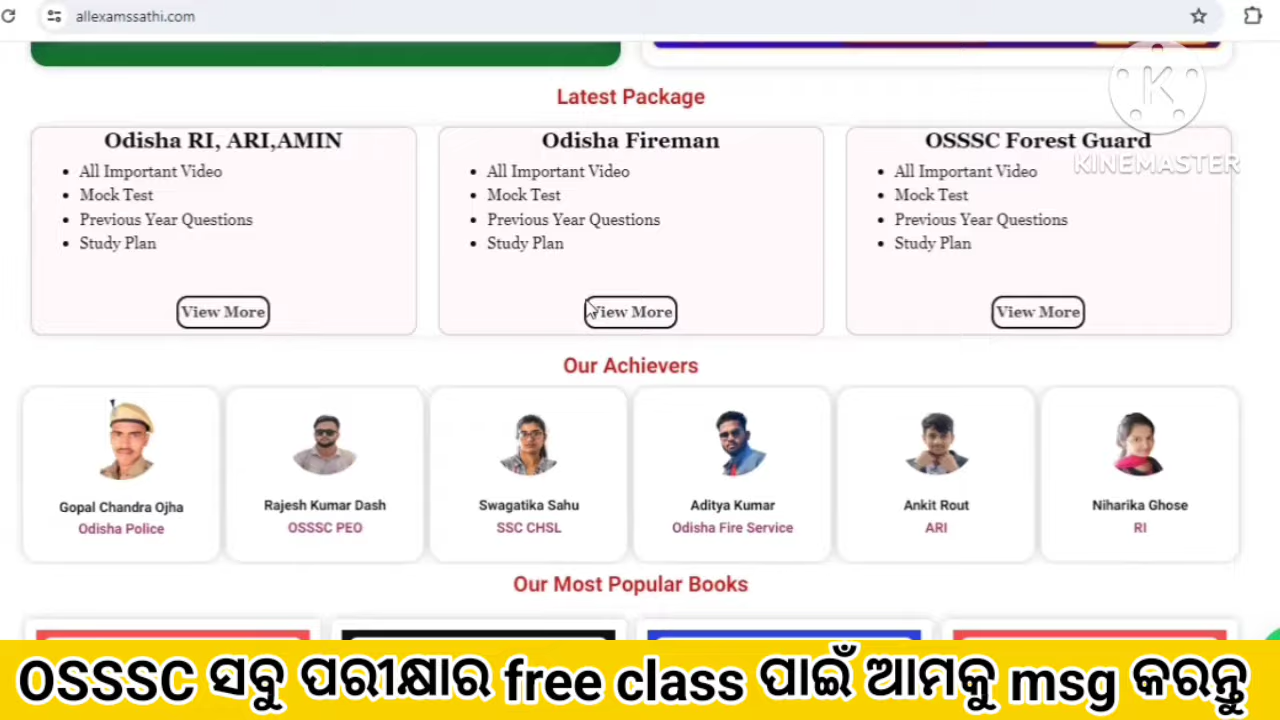 allexamssathi.com
Latest Package
Odisha RI, ARI,AMIN
All Important Video
Mock Test
Previous Year Questions
Study Plan
View More
Odisha Fireman
All Important Video
Mock Test
Previous Year Questions
Study Plan
View More
OSSSC Forest Guard
All Important Video
Mock Test
Previous Year Questions
Study Plan
View More
K
KINEMASTER
Our Achievers
Gopal Chandra Ojha
Odisha Police
Rajesh Kumar Dash
OSSSC PEO
Swagatika Sahu
SSC CHSL
Aditya Kumar
Odisha Fire Service
Ankit Rout
ARI
Niharika Ghose
RI
Our Most Popular Books
OSSSC ସବୁ ପରୀକ୍ଷାର free class ପାଇଁ ଆମକୁ msg କରନ୍ତୁ